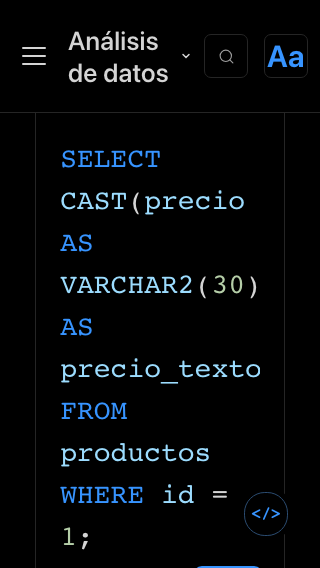 Análisis
de datos
Aa
SELECT
CAST(precio
AS
VARCHAR2(30)
AS
precio_texto
FROM
productos
WHERE id =
1;
</>